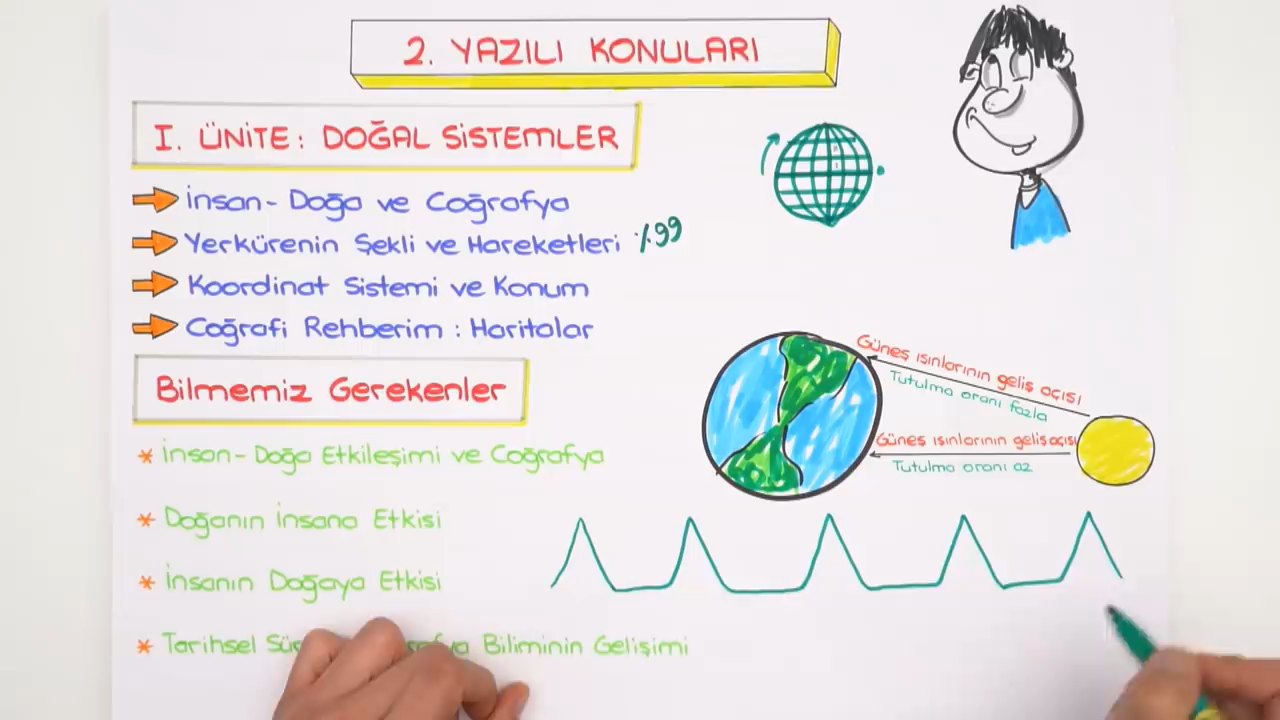 2. YAZILI KONULARI
I. ÜNİTE: DOĞAL SİSTEMLER
İnsan-Doğa ve Coğrafya
Yerkürenin Şekli ve Hareketleri %99
Koordinat Sistemi ve Konum
Coğrafi Rehberim: Haritalar
Bilmemiz Gerekenler
* İnsan-Doğa Etkileşimi ve Coğrafya
* Doğanın İnsana Etkisi
* İnsanın Doğaya Etkisi
* Tarihsel Biliminin Gelişimi
Güneş ışınlarının geliş açısı
Tutulma oranı fazla
Güneş ışınlarının geliş açısı
Tutulma oranı az